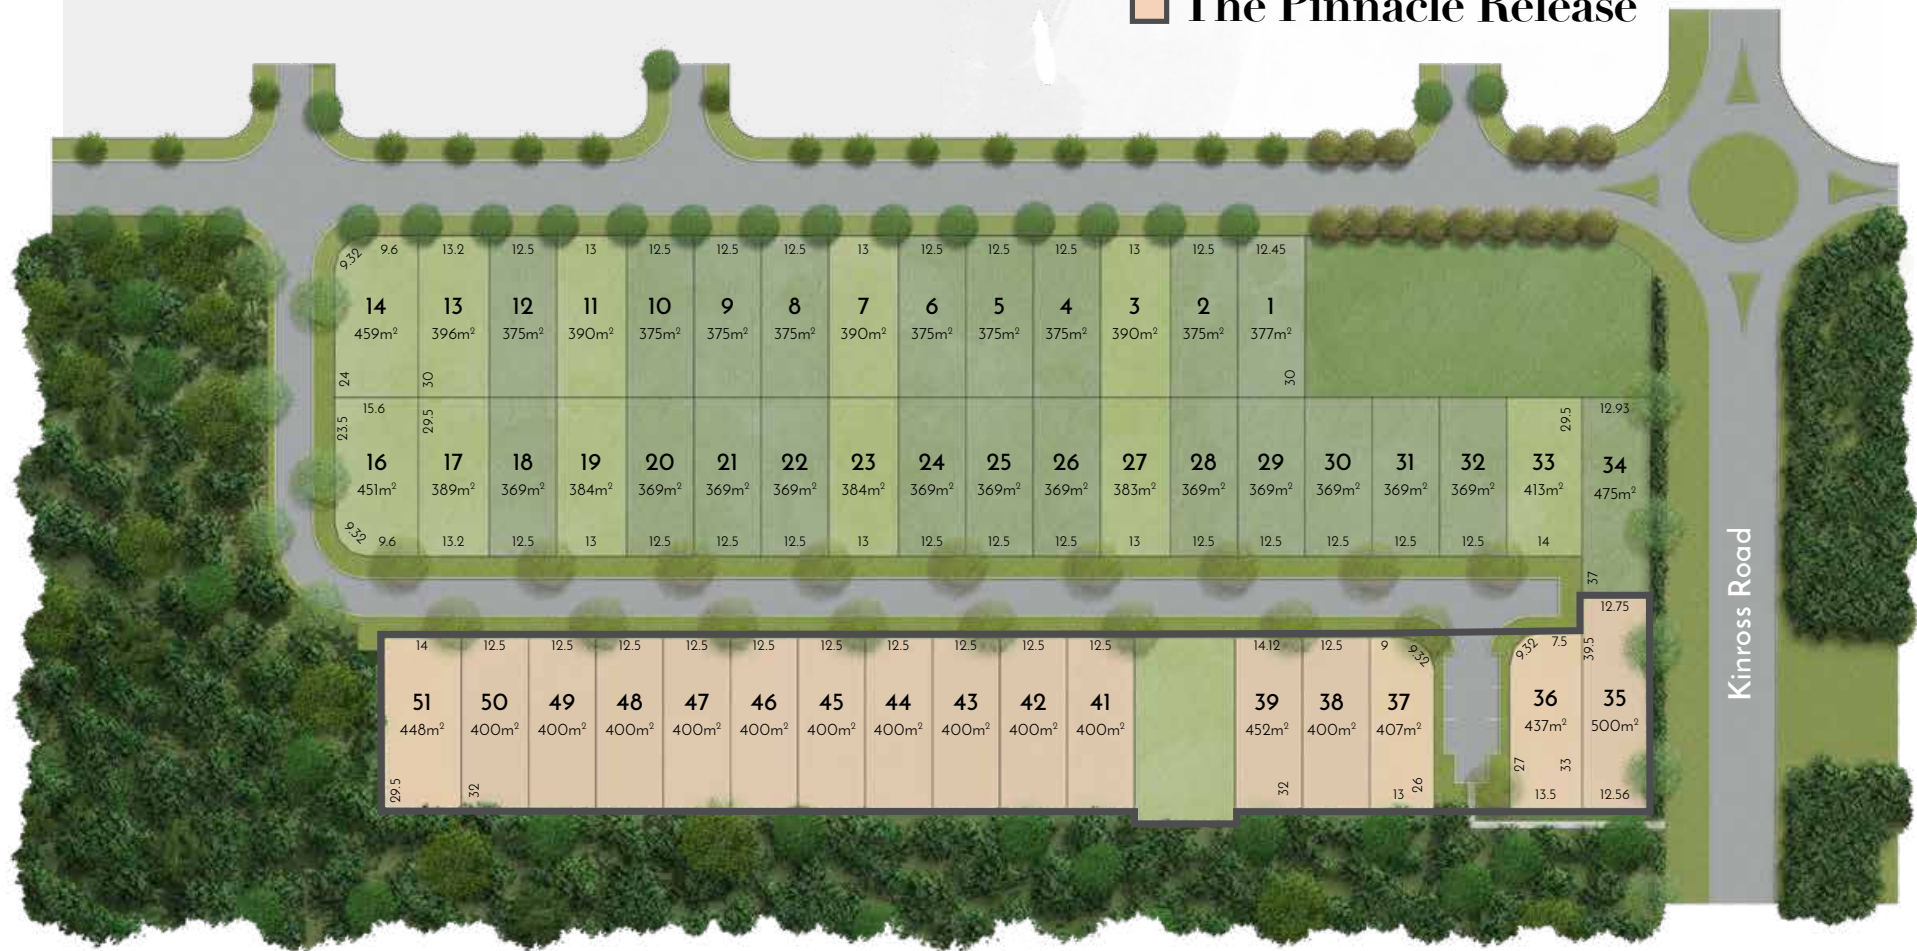 The Pinnacle Release
9.32 9.6 13.2 12.5 13 12.5 12.5 12.5 13 12.5 12.5 12.5 13 12.5 12.45
14 13 12 11 10 9 8 7 6 5 4 3 2 1
459m² 396m² 375m² 390m² 375m² 375m² 375m² 390m² 375m² 375m² 375m² 390m² 375m² 377m²
24 30 30
15.6 12.93
23.5 29.5 29.5
16 17 18 19 20 21 22 23 24 25 26 27 28 29 30 31 32 33 34
451m² 389m² 369m² 384m² 369m² 369m² 369m² 384m² 369m² 369m² 369m² 383m² 369m² 369m² 369m² 369m² 369m² 413m² 475m²
9.32 9.6 13.2 12.5 13 12.5 12.5 12.5 13 12.5 12.5 12.5 13 12.5 12.5 12.5 12.5 12.5 14
37
12.75
Kinross Road
14 12.5 12.5 12.5 12.5 12.5 12.5 12.5 12.5 12.5 12.5 14.12 12.5 9 9.32 9.32 7.5 39.5
51 50 49 48 47 46 45 44 43 42 41 39 38 37 36 35
448m² 400m² 400m² 400m² 400m² 400m² 400m² 400m² 400m² 400m² 400m² 452m² 400m² 407m² 437m² 500m²
29.5 32 32 26 27 33
13 13.5 12.56